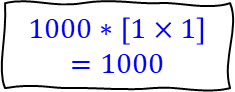 1000 ∗ [1 × 1]
= 1000